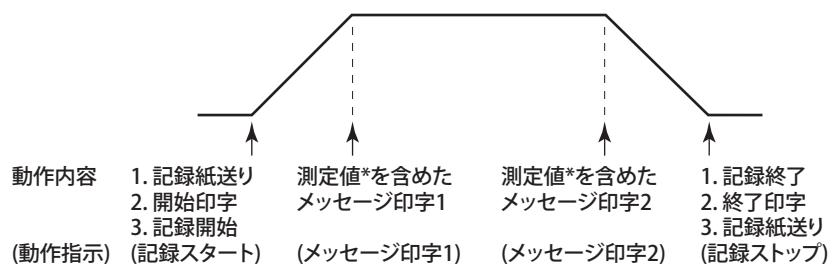 動作内容 1. 記録紙送り 測定値*を含めた 測定値*を含めた 1. 記録終了
2. 開始印字 メッセージ印字1 メッセージ印字2 2. 終了印字
3. 記録開始 3. 記録紙送り
(動作指示) (記録スタート) (メッセージ印字1) (メッセージ印字2) (記録ストップ)